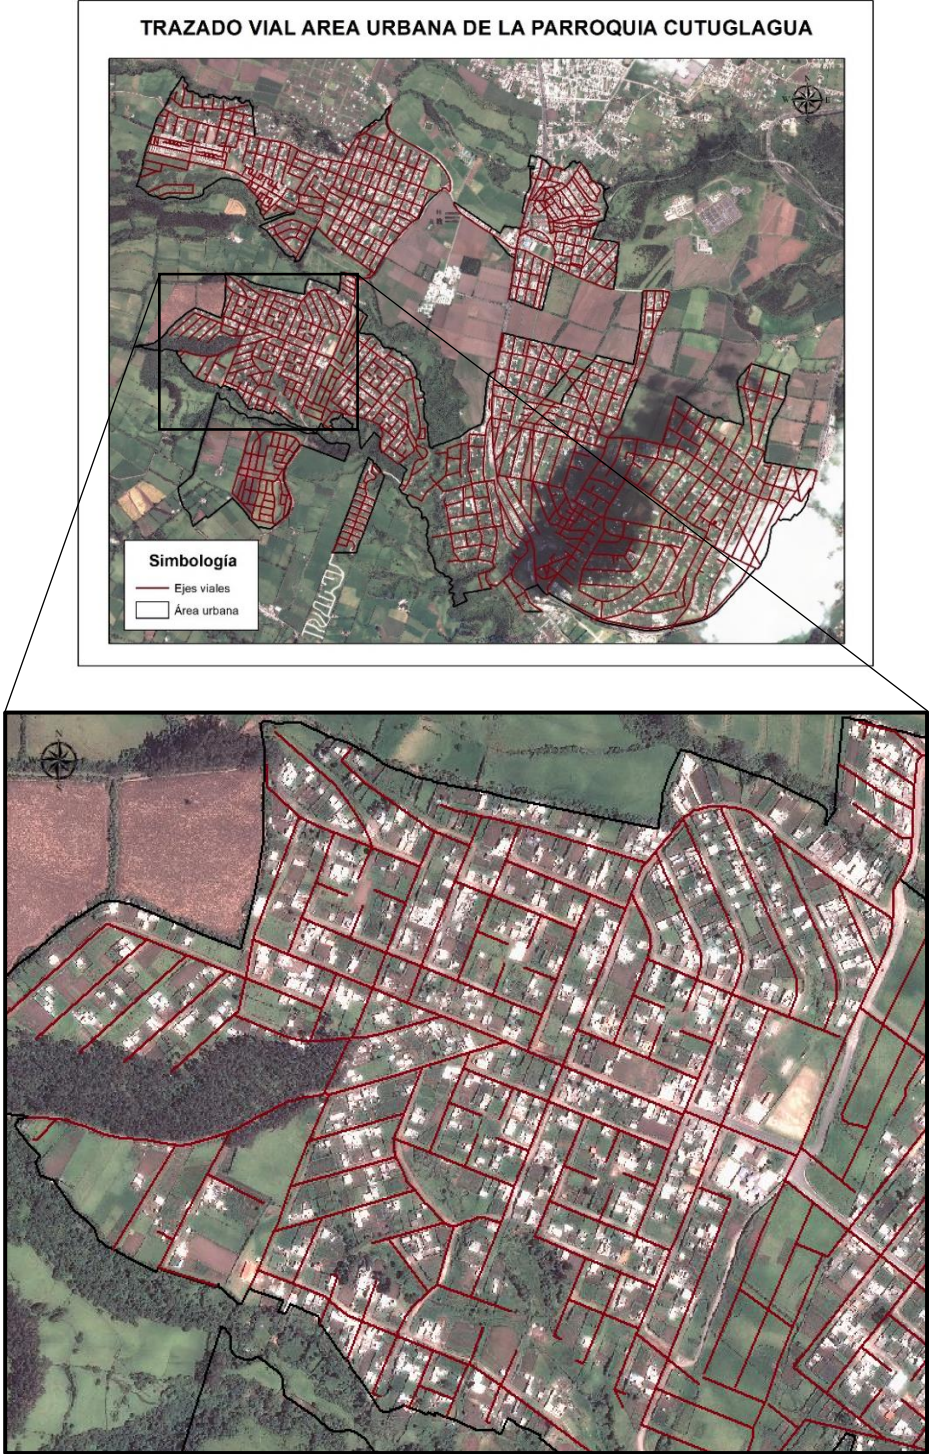 TRAZADO VIAL AREA URBANA DE LA PARROQUIA CUTUGLAGUA
N
W
E
Simbología
Ejes viales
Área urbana
N